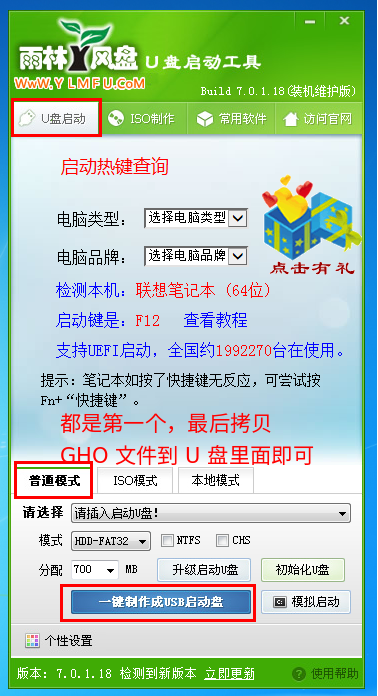 雨林风盘 U盘启动工具
WwW.YLMFU.CoM
Build 7.0.1.18(装机维护版)
U盘启动 ISO制作 常用软件 访问官网
启动热键查询
电脑类型： 选择电脑类型
电脑品牌： 选择电脑品牌
点击有礼
检测本机：联想笔记本（64位）
启动键是：F12 查看教程
支持UEFI启动，全国约1992270台在使用。
提示：笔记本如按了快捷键无反应，可尝试按
Fn+“快捷键”。
都是第一个，最后拷贝
GHO 文件到 U 盘里面即可
普通模式 ISO模式 本地模式
请选择 请插入启动U盘!
模式 HDD-FAT32 NTFS CHS
分配 700 MB 升级启动U盘 初始化U盘
一键制作成USB启动盘 模拟启动
个性设置
版本：7.0.1.18 检测到新版本 立即更新 使用帮助